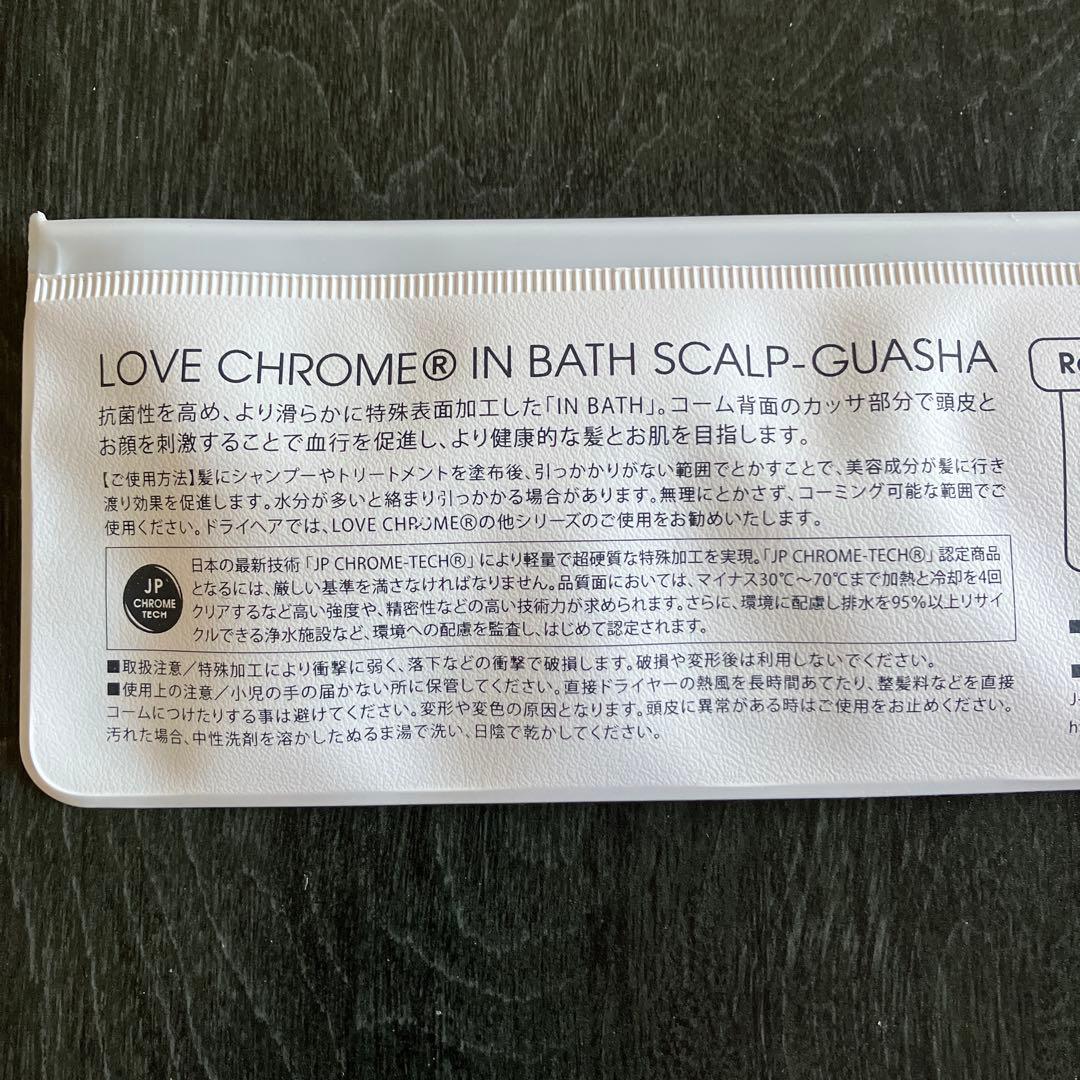 LOVE CHROME® IN BATH SCALP-GUASHA
抗菌性を高め、より滑らかに特殊表面加工した「IN BATH」。コーム背面のカッサ部分で頭皮と
お顔を刺激することで血行を促進し、より健康的な髪とお肌を目指します。
【ご使用方法】髪にシャンプーやトリートメントを塗布後、引っかかりがない範囲でとかすことで、美容成分が髪に行き
渡り効果を促進します。水分が多いと絡まり引っかかる場合があります。無理にとかさず、コーミング可能な範囲でご
使用ください。ドライヘアでは、LOVE CHROME®の他シリーズのご使用をお勧めいたします。
JP
CHROME
TECH
日本の最新技術「JP CHROME-TECH®」により軽量で超硬質な特殊加工を実現。「JP CHROME-TECH®」認定商品
となるには、厳しい基準を満さなければなりません。品質面においては、マイナス30℃～70℃まで加熱と冷却を4回
クリアするなど高い強度や、精密性などの高い技術力が求められます。さらに、環境に配慮し排水を95%以上リサイ
クルできる浄水施設など、環境への配慮を監査し、はじめて認定されます。
■取扱注意／特殊加工により衝撃に弱く、落下などの衝撃で破損します。破損や変形後は利用しないでください。
■使用上の注意／小児の手の届かない所に保管してください。直接ドライヤーの熱風を長時間あてたり、整髪料などを直接
コームにつけたりする事は避けてください。変形や変色の原因となります。頭皮に異常がある時はご使用をお止めください。
汚れた場合、中性洗剤を溶かしたぬるま湯で洗い、日陰で乾かしてください。